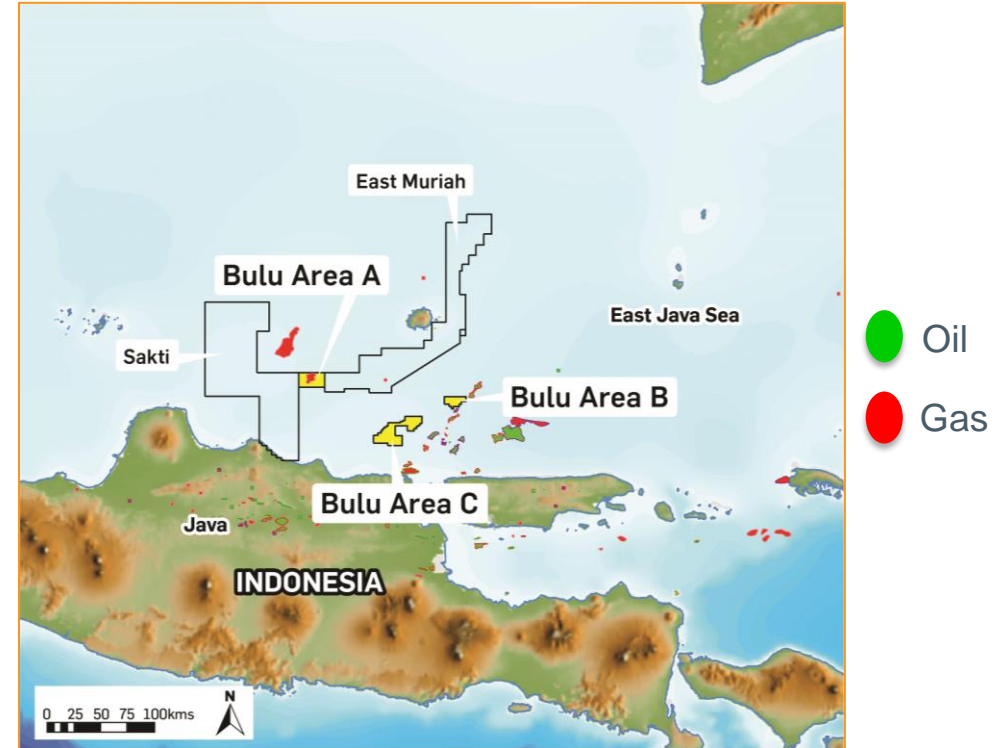 East Muriah
Bulu Area A
East Java Sea
Sakti
Bulu Area B
Bulu Area C
Java
INDONESIA
0 25 50 75 100kms
N
Oil
Gas